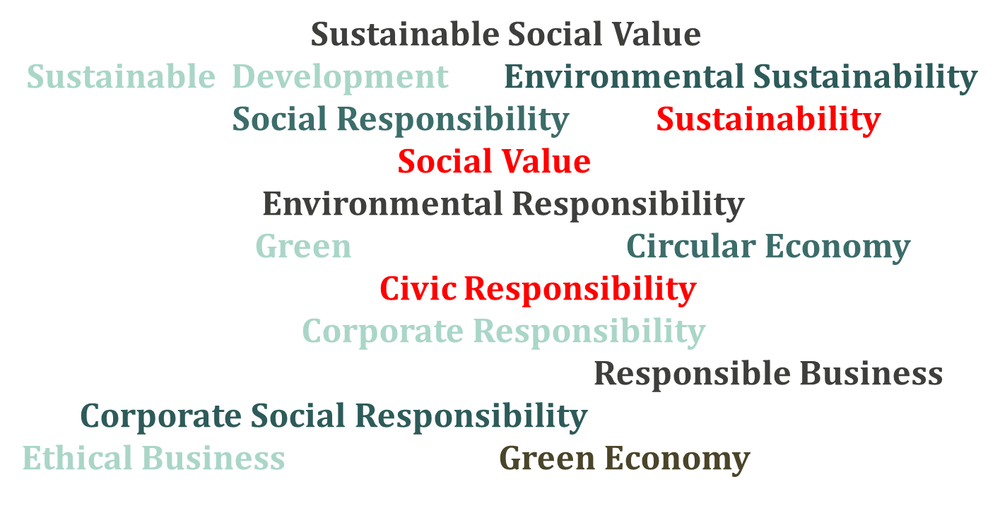 Sustainable Social Value
Sustainable Development Environmental Sustainability
Social Responsibility Sustainability
Social Value
Environmental Responsibility
Green Circular Economy
Civic Responsibility
Corporate Responsibility
Responsible Business
Corporate Social Responsibility
Ethical Business Green Economy